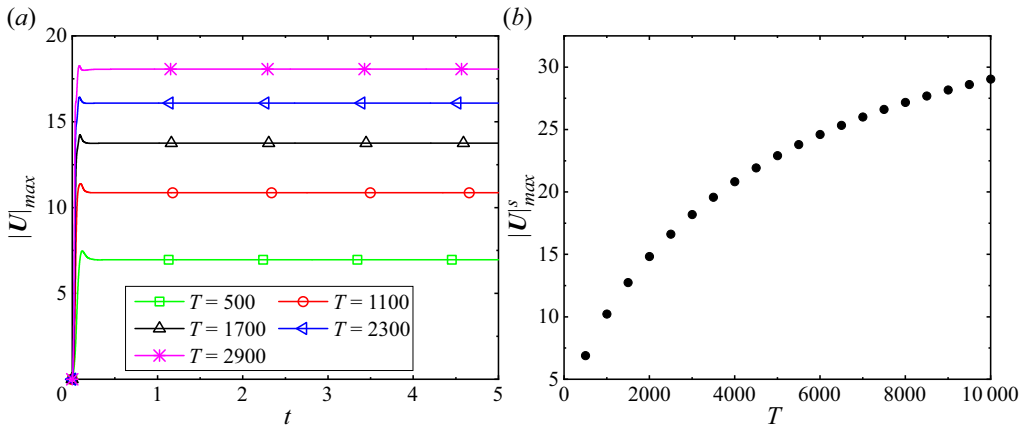 (a)
20
15
10
5
0
1 2 3 4 5
|U|max
t
T = 500 T = 1100
T = 1700 T = 2300
T = 2900
(b)
30
25
20
15
10
5
0 2000 4000 6000 8000 10 000
|U|^s_max
T